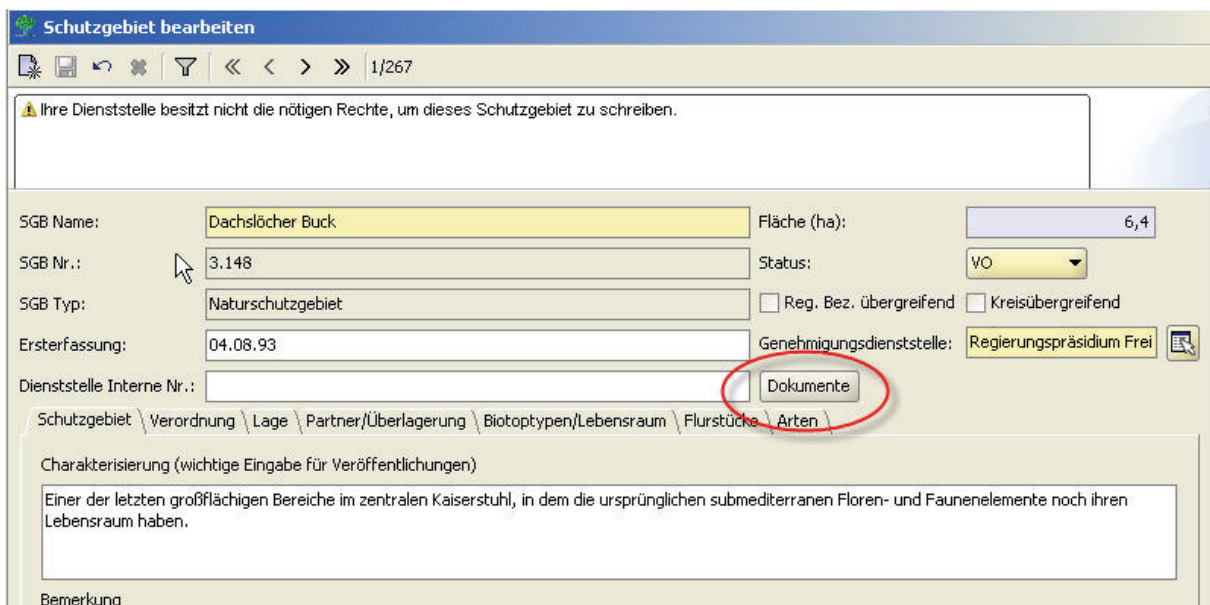 Schutzgebiet bearbeiten
1/267
Ihre Dienststelle besitzt nicht die nötigen Rechte, um dieses Schutzgebiet zu schreiben.
SGB Name: Dachslöcher Buck Fläche (ha): 6,4
SGB Nr.: 3.148 Status: VO
SGB Typ: Naturschutzgebiet Reg. Bez. übergreifend Kreisübergreifend
Ersterfassung: 04.08.93 Genehmigungsdienststelle: Regierungspräsidium Frei
Dienststelle Interne Nr.: Dokumente
Schutzgebiet Verordnung Lage Partner/Überlagerung Biotoptypen/Lebensraum Flurstücke Arten
Charakterisierung (wichtige Eingabe für Veröffentlichungen)
Einer der letzten großflächigen Bereiche im zentralen Kaiserstuhl, in dem die ursprünglichen submediterranen Floren- und Faunenelemente noch ihren
Lebensraum haben.
Bemerkung